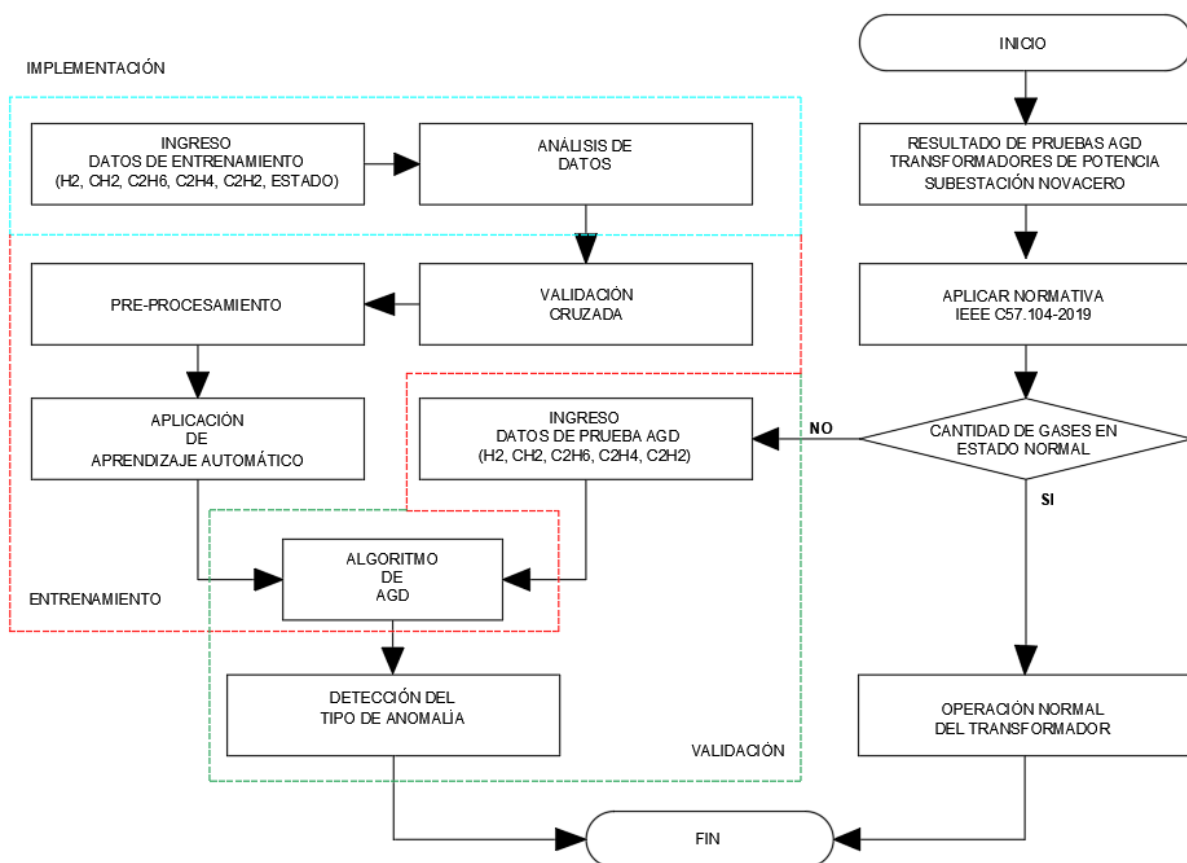 INICIO
IMPLEMENTACIÓN
INGRESO
DATOS DE ENTRENAMIENTO
(H2, CH2, C2H6, C2H4, C2H2, ESTADO)
ANÁLISIS DE
DATOS
RESULTADO DE PRUEBAS AGD
TRANSFORMADORES DE POTENCIA
SUBESTACIÓN NOVACERO
PRE-PROCESAMIENTO
VALIDACIÓN
CRUZADA
APLICAR NORMATIVA
IEEE C57.104-2019
APLICACIÓN
DE
APRENDIZAJE AUTOMÁTICO
INGRESO
DATOS DE PRUEBA AGD
(H2, CH2, C2H6, C2H4, C2H2)
NO
CANTIDAD DE GASES EN
ESTADO NORMAL
SI
ALGORITMO
DE
AGD
ENTRENAMIENTO
DETECCIÓN DEL
TIPO DE ANOMALÍA
VALIDACIÓN
OPERACIÓN NORMAL
DEL TRANSFORMADOR
FIN